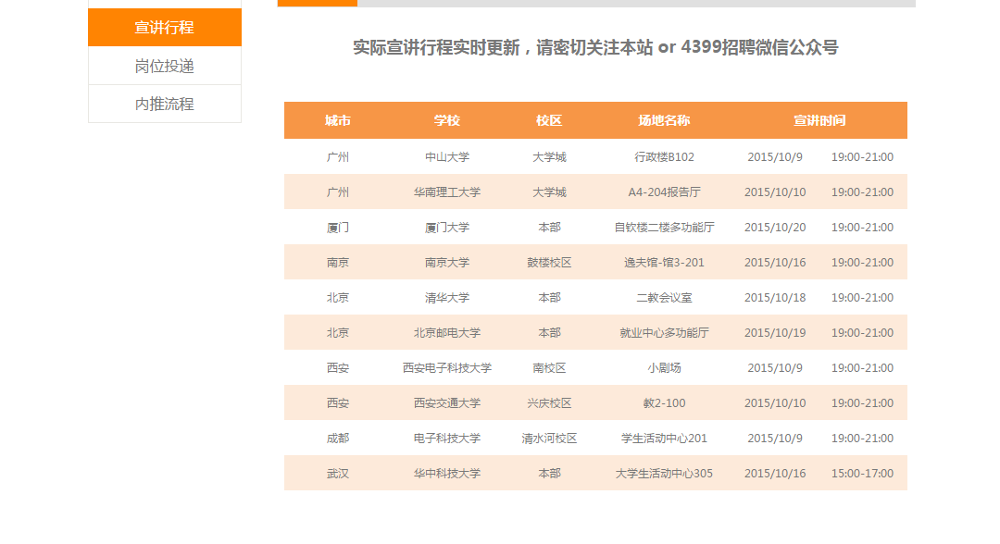 宣讲行程
岗位投递
内推流程
实际宣讲行程实时更新，请密切关注本站 or 4399招聘微信公众号
城市 学校 校区 场地名称 宣讲时间
广州 中山大学 大学城 行政楼B102 2015/10/9 19:00-21:00
广州 华南理工大学 大学城 A4-204报告厅 2015/10/10 19:00-21:00
厦门 厦门大学 本部 自钦楼二楼多功能厅 2015/10/20 19:00-21:00
南京 南京大学 鼓楼校区 逸夫馆-馆3-201 2015/10/16 19:00-21:00
北京 清华大学 本部 二教会议室 2015/10/18 19:00-21:00
北京 北京邮电大学 本部 就业中心多功能厅 2015/10/19 19:00-21:00
西安 西安电子科技大学 南校区 小剧场 2015/10/9 19:00-21:00
西安 西安交通大学 兴庆校区 教2-100 2015/10/10 19:00-21:00
成都 电子科技大学 清水河校区 学生活动中心201 2015/10/9 19:00-21:00
武汉 华中科技大学 本部 大学生活动中心305 2015/10/16 15:00-17:00